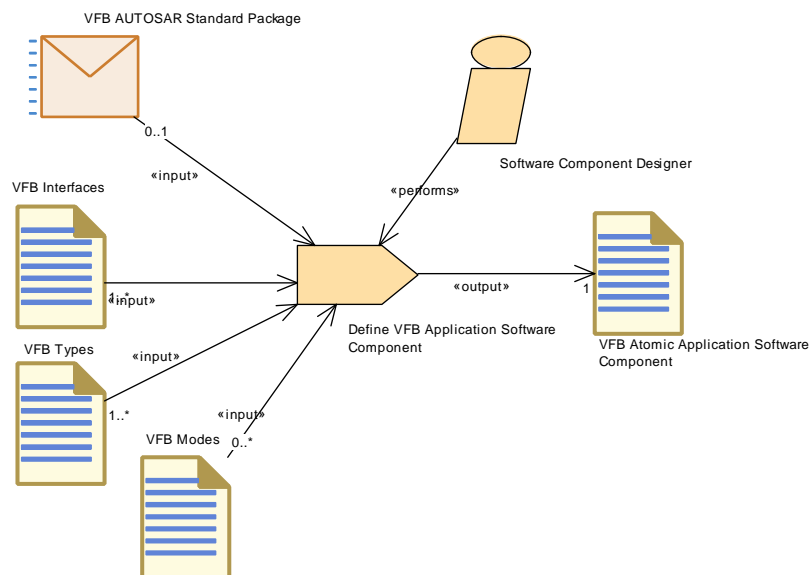 VFB AUTOSAR Standard Package
0..1
«input»
Software Component Designer
«performs»
VFB Interfaces
1..*
«input»
«output»
1
Define VFB Application Software
Component
VFB Atomic Application Software
Component
VFB Types
«input»
1..*
«input»
VFB Modes
0..*